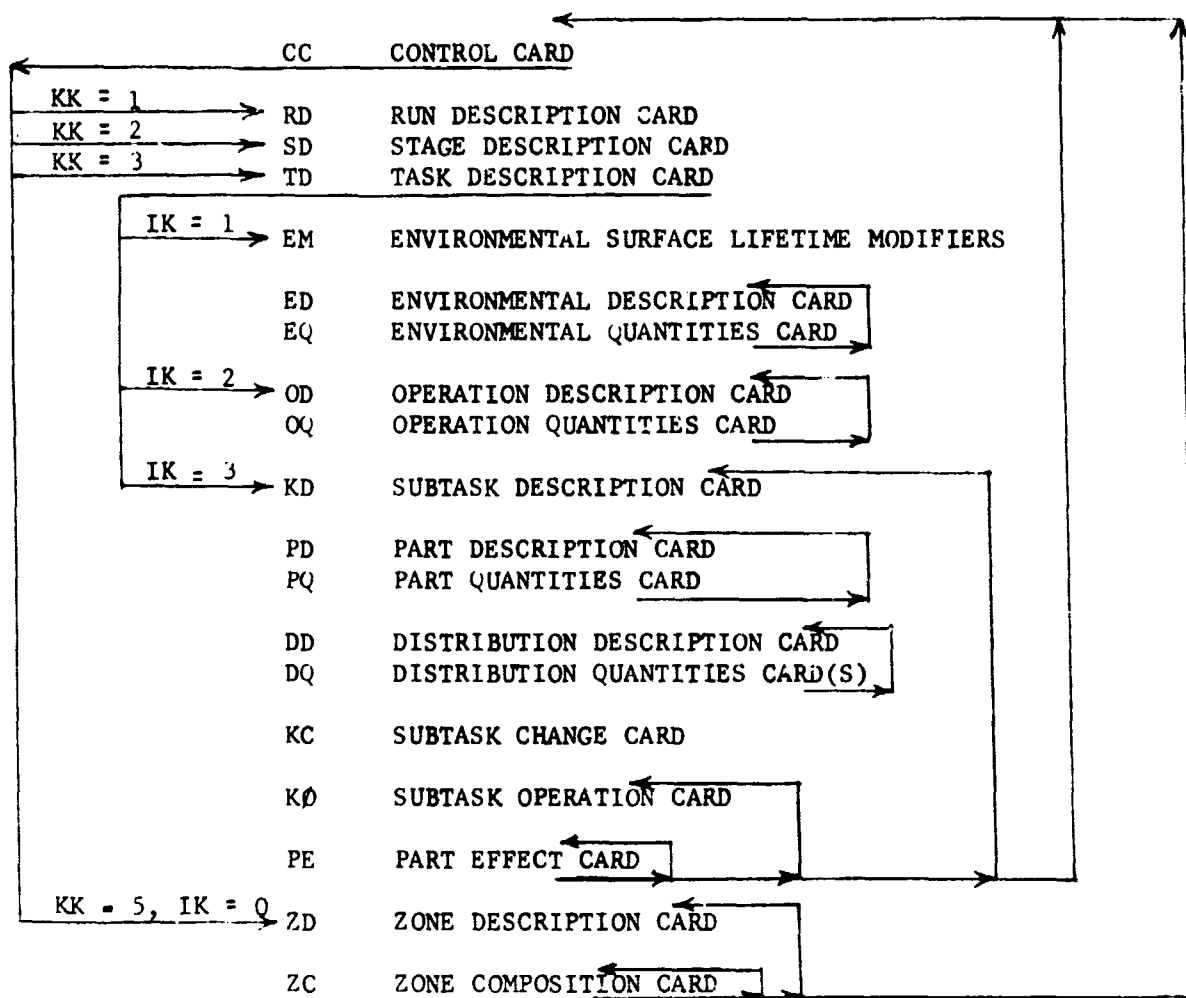 CC CONTROL CARD
KK = 1
RD RUN DESCRIPTION CARD
KK = 2
SD STAGE DESCRIPTION CARD
KK = 3
TD TASK DESCRIPTION CARD
IK = 1
EM ENVIRONMENTAL SURFACE LIFETIME MODIFIERS
ED ENVIRONMENTAL DESCRIPTION CARD
EQ ENVIRONMENTAL QUANTITIES CARD
IK = 2
OD OPERATION DESCRIPTION CARD
OQ OPERATION QUANTITIES CARD
IK = 3
KD SUBTASK DESCRIPTION CARD
PD PART DESCRIPTION CARD
PQ PART QUANTITIES CARD
DD DISTRIBUTION DESCRIPTION CARD
DQ DISTRIBUTION QUANTITIES CARD(S)
KC SUBTASK CHANGE CARD
KØ SUBTASK OPERATION CARD
PE PART EFFECT CARD
KK = 5, IK = 0
ZD ZONE DESCRIPTION CARD
ZC ZONE COMPOSITION CARD